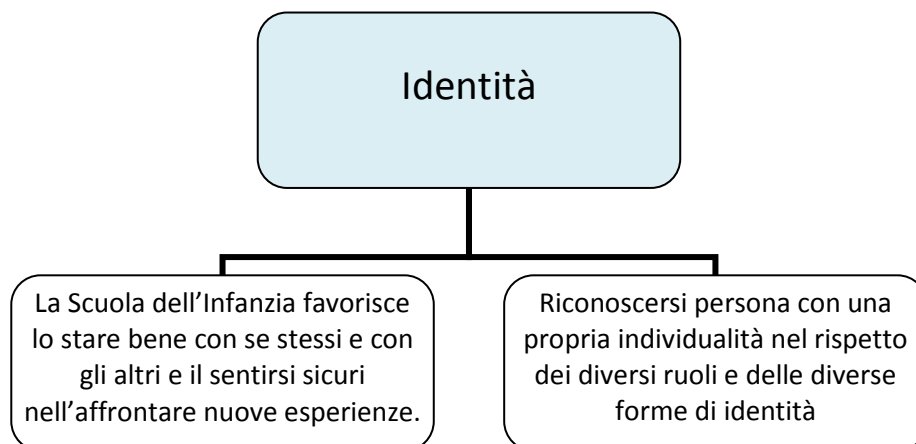 Identità
La Scuola dell’Infanzia favorisce
lo stare bene con se stessi e con
gli altri e il sentirsi sicuri
nell’affrontare nuove esperienze.
Riconoscersi persona con una
propria individualità nel rispetto
dei diversi ruoli e delle diverse
forme di identità